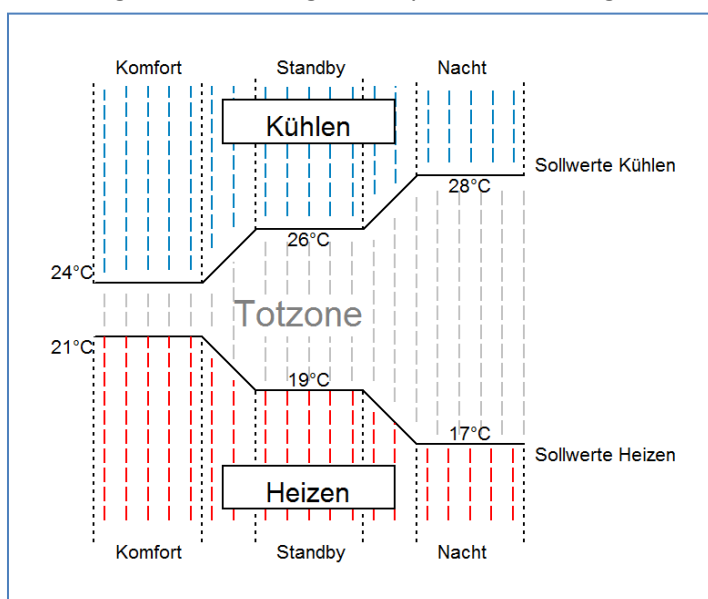 Komfort Standby Nacht
Kühlen
Sollwerte Kühlen
28°C
26°C
24°C
Totzone
21°C
19°C
17°C
Sollwerte Heizen
Heizen
Komfort Standby Nacht